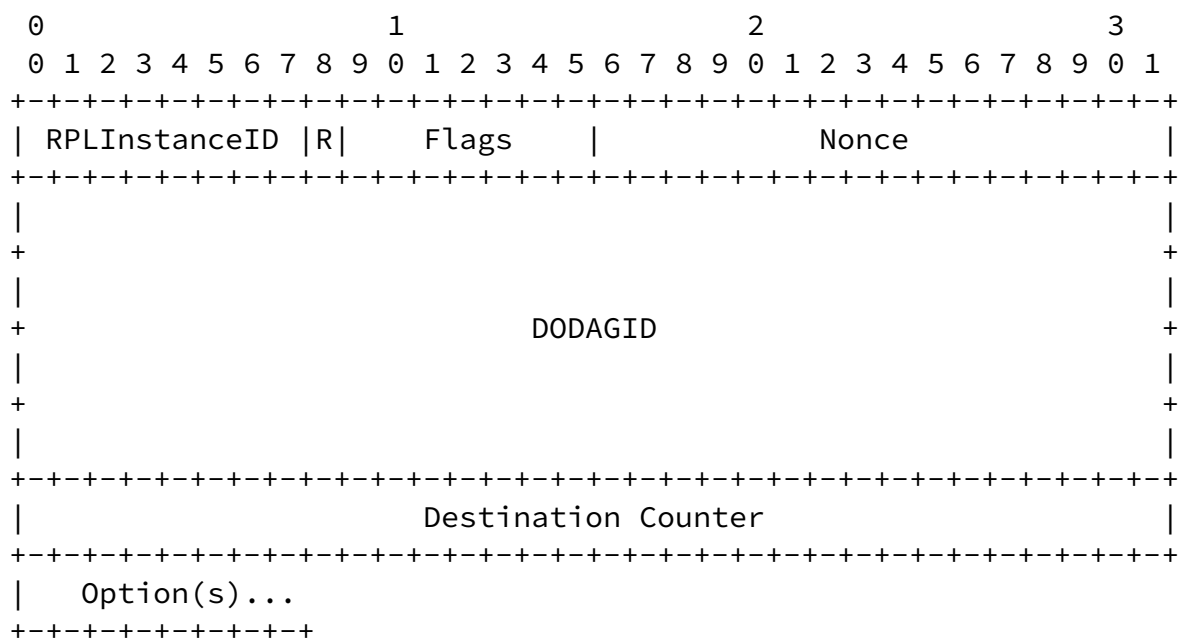 0                   1                   2                   3
 0 1 2 3 4 5 6 7 8 9 0 1 2 3 4 5 6 7 8 9 0 1 2 3 4 5 6 7 8 9 0 1
+-+-+-+-+-+-+-+-+-+-+-+-+-+-+-+-+-+-+-+-+-+-+-+-+-+-+-+-+-+-+-+-+
| RPLInstanceID |R|    Flags    |            Nonce              |
+-+-+-+-+-+-+-+-+-+-+-+-+-+-+-+-+-+-+-+-+-+-+-+-+-+-+-+-+-+-+-+-+
|                                                               |
+                                                               +
|                                                               |
+                            DODAGID                            +
|                                                               |
+                                                               +
|                                                               |
+-+-+-+-+-+-+-+-+-+-+-+-+-+-+-+-+-+-+-+-+-+-+-+-+-+-+-+-+-+-+-+-+
|                      Destination Counter                      |
+-+-+-+-+-+-+-+-+-+-+-+-+-+-+-+-+-+-+-+-+-+-+-+-+-+-+-+-+-+-+-+-+
|   Option(s)...
+-+-+-+-+-+-+-+-+